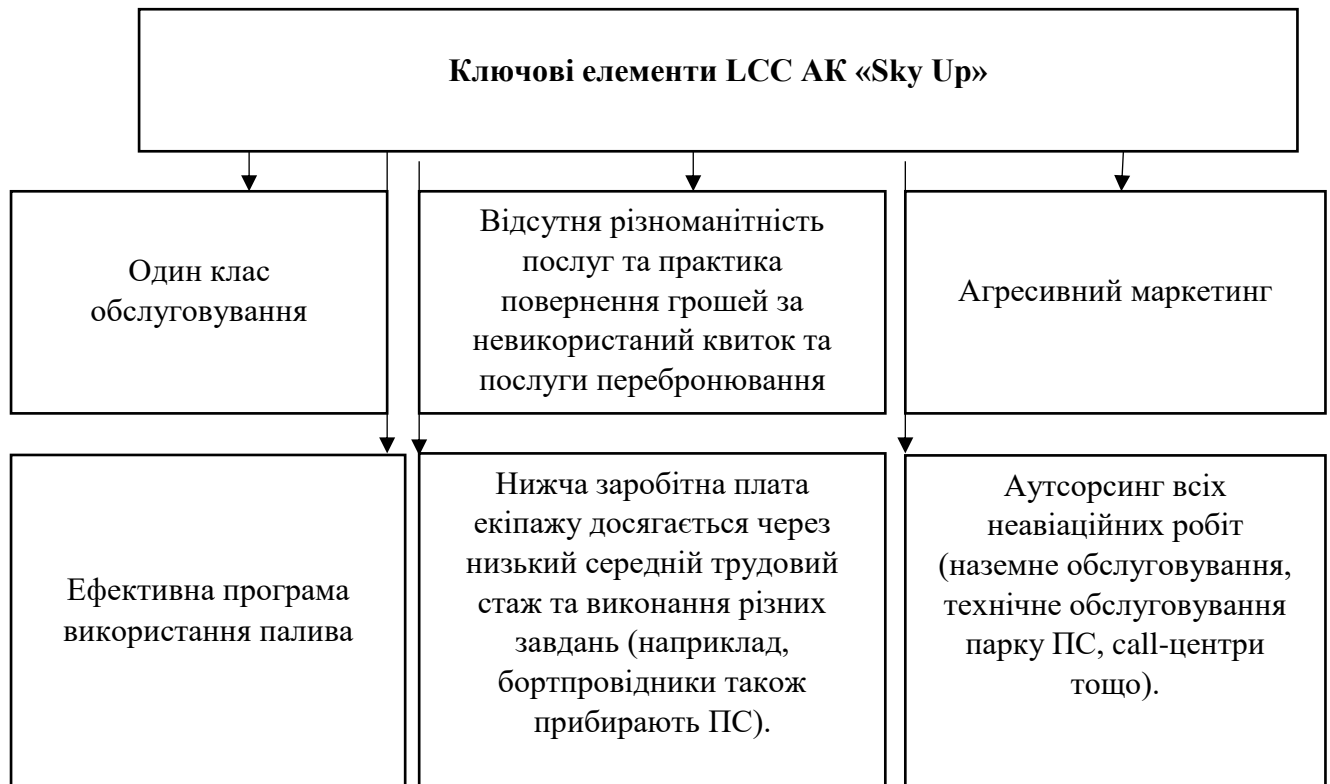 Ключові елементи LCC АК «Sky Up»
Один клас
обслуговування
Відсутня різноманітність
послуг та практика
повернення грошей за
невикористаний квиток та
послуги перебронювання
Агресивний маркетинг
Ефективна програма
використання палива
Нижча заробітна плата
екіпажу досягається через
низький середній трудовий
стаж та виконання різних
завдань (наприклад,
бортпровідники також
прибирають ПС).
Аутсорсинг всіх
неавіаційних робіт
(наземне обслуговування,
технічне обслуговування
парку ПС, call-центри
тощо).